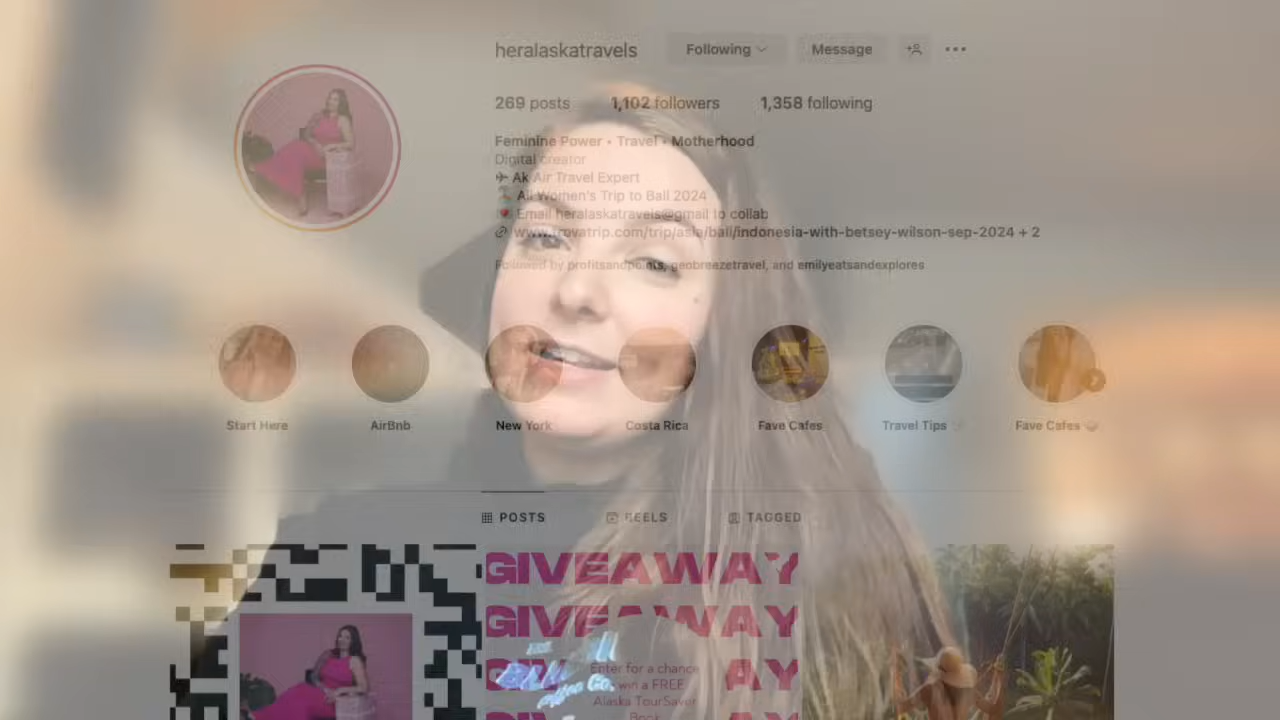 heralaskatravels Following Message
269 posts 1,102 followers 1,358 following
Feminine Power • Travel • Motherhood
Digital creator
Ak Air Travel Expert
All Women's Trip to Bali 2024
Email heralaskatravels@gmail to collab
www.trovatrip.com/trip/asia/bali/indonesia-with-betsey-wilson-sep-2024 + 2
Followed by profitsandpoints, geobreezetravel, and emilyeatsandexplores
Start Here AirBnb New York Costa Rica Fave Cafes Travel Tips Fave Cafes
POSTS REELS TAGGED
GIVEAWAY
GIVEAWAY
Enter for a chance
win a FREE
Alaska TourSaver
Book